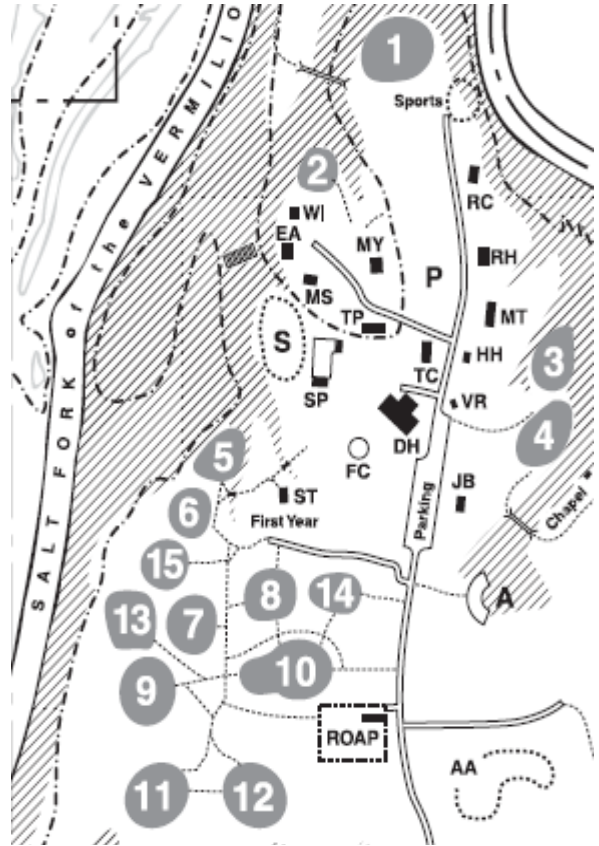 1
Sports
2
RC
WI
EA
MY
RH
P
MS
MT
TP
S
HH
3
TC
SP
VR
4
DH
5
FC
JB
ST
6
First Year
Parking
Chapel
15
8
14
A
13
7
10
9
ROAP
AA
11
12
SALT FORK of the VERMILIO